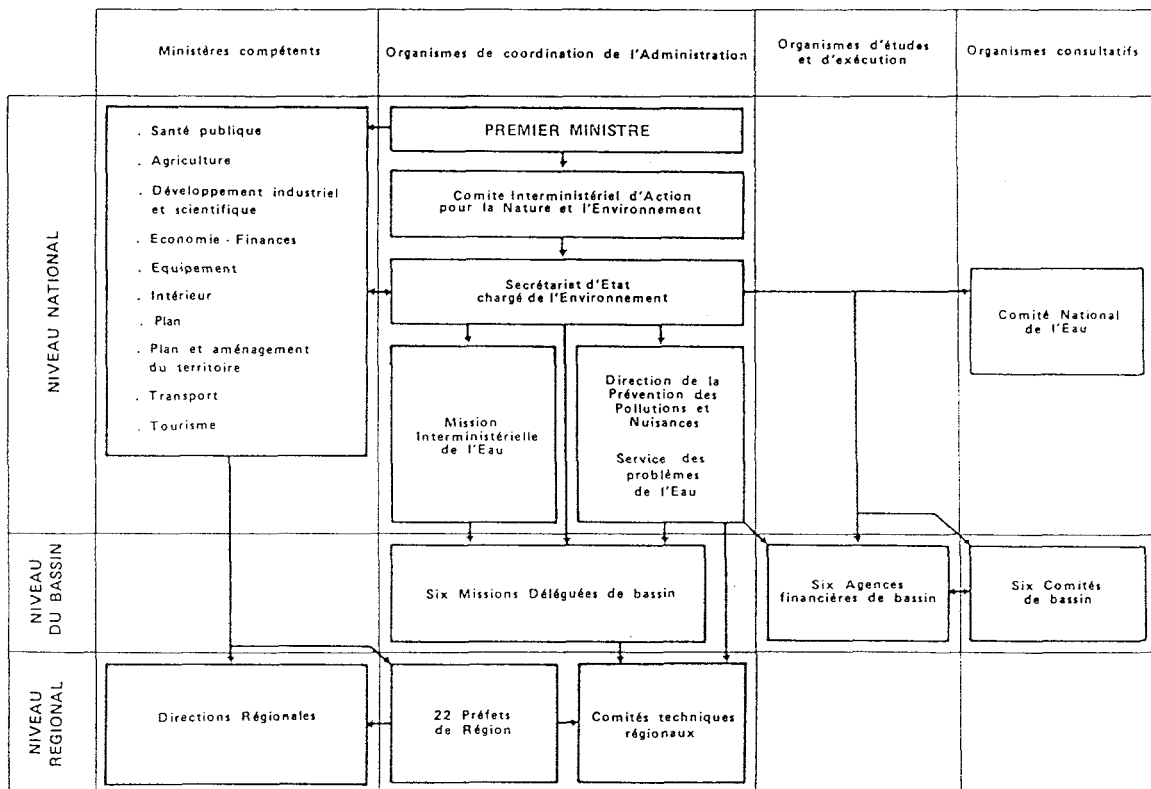 Ministères compétents
Organismes de coordination de l'Administration
Organismes d'études
et d'exécution
Organismes consultatifs
NIVEAU NATIONAL
. Santé publique
. Agriculture
. Développement industriel
et scientifique
. Economie - Finances
. Equipement
. Intérieur
. Plan
. Plan et aménagement
du territoire
. Transport
. Tourisme
PREMIER MINISTRE
Comite Interministériel d'Action
pour la Nature et l'Environnement
Secrétariat d'Etat
chargé de l'Environnement
Mission
Interministérielle
de l'Eau
Direction de la
Prévention des
Pollutions et
Nuisances
Service des
problèmes
de l'Eau
Comité National
de l'Eau
NIVEAU
DU BASSIN
Six Missions Déléguées de bassin
Six Agences
financières de bassin
Six Comités
de bassin
NIVEAU
REGIONAL
Directions Régionales
22 Préfets
de Région
Comités techniques
régionaux